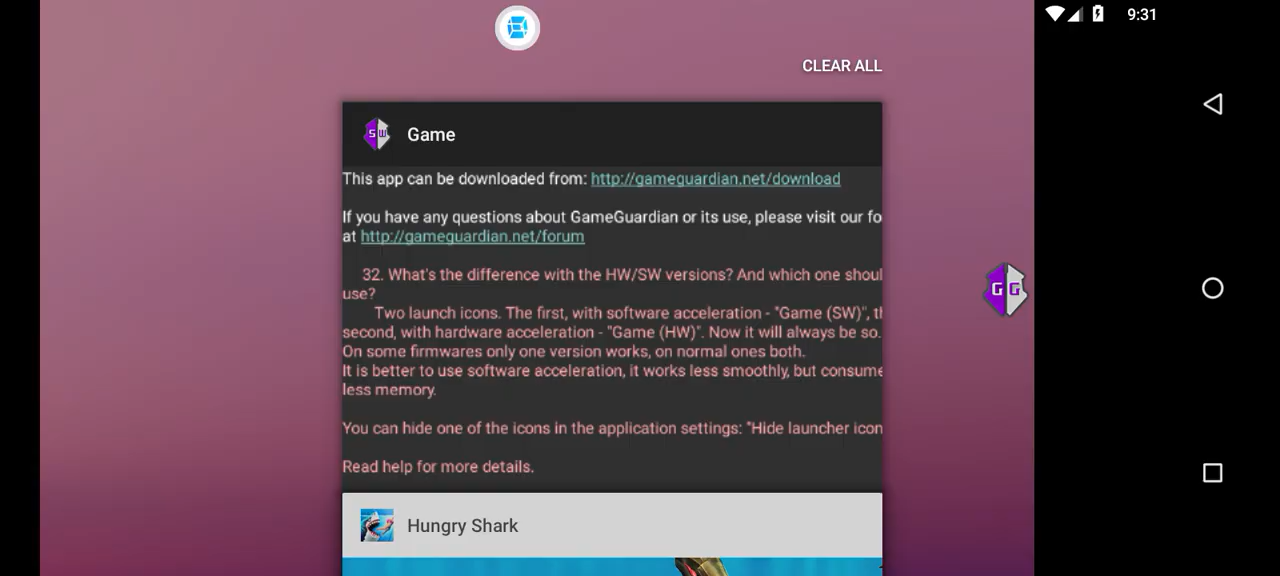 9:31
CLEAR ALL
SW Game
This app can be downloaded from: http://gameguardian.net/download
If you have any questions about GameGuardian or its use, please visit our fo
at http://gameguardian.net/forum
32. What's the difference with the HW/SW versions? And which one shoul
use?
Two launch icons. The first, with software acceleration - "Game (SW)", th
second, with hardware acceleration - "Game (HW)". Now it will always be so.
On some firmwares only one version works, on normal ones both.
It is better to use software acceleration, it works less smoothly, but consume
less memory.
You can hide one of the icons in the application settings: "Hide launcher icon
Read help for more details.
GG
Hungry Shark